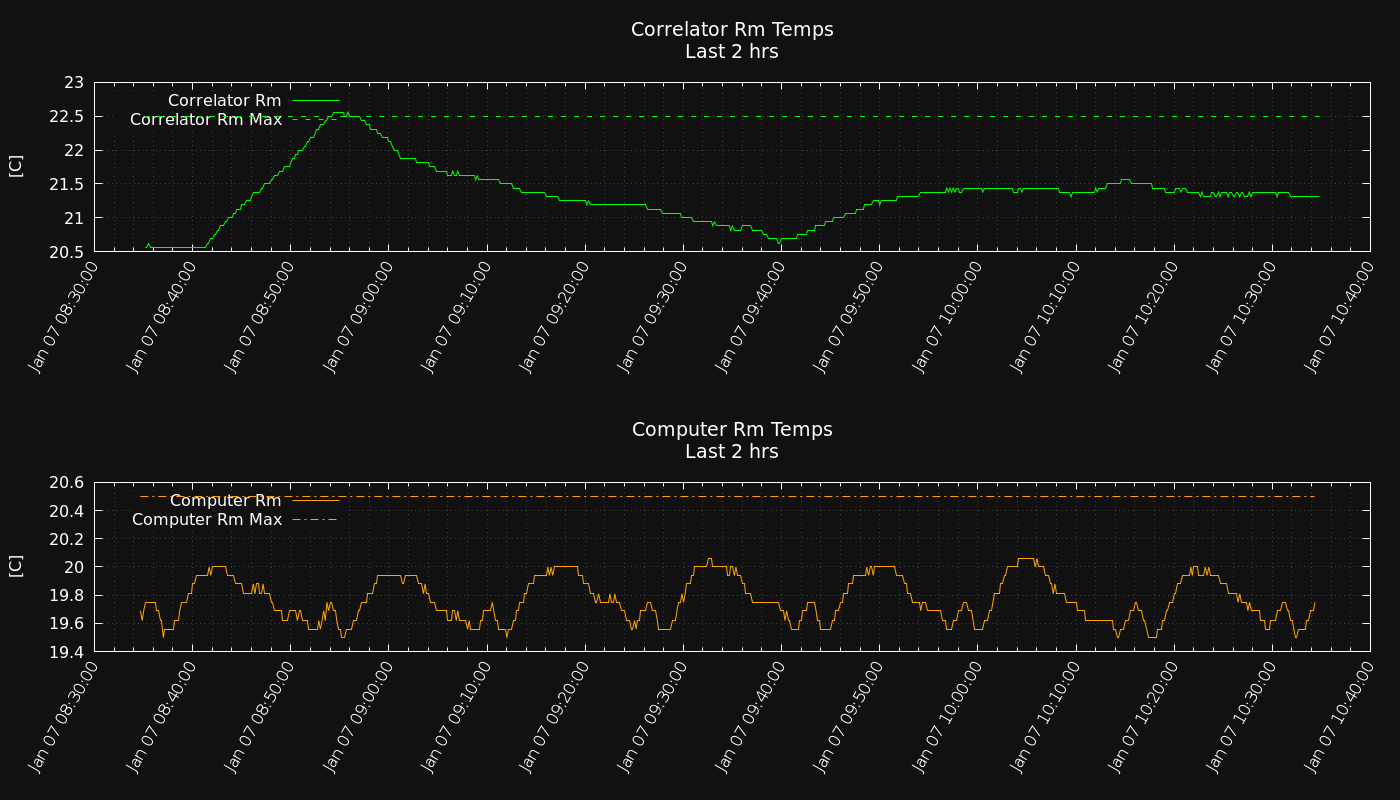 Correlator Rm Temps
Last 2 hrs
23
22.5
22
21.5
21
20.5
[C]
Correlator Rm
Correlator Rm Max
Jan 07 08:30:00
Jan 07 08:40:00
Jan 07 08:50:00
Jan 07 09:00:00
Jan 07 09:10:00
Jan 07 09:20:00
Jan 07 09:30:00
Jan 07 09:40:00
Jan 07 09:50:00
Jan 07 10:00:00
Jan 07 10:10:00
Jan 07 10:20:00
Jan 07 10:30:00
Jan 07 10:40:00
Computer Rm Temps
Last 2 hrs
20.6
20.4
20.2
20
19.8
19.6
19.4
[C]
Computer Rm
Computer Rm Max
Jan 07 08:30:00
Jan 07 08:40:00
Jan 07 08:50:00
Jan 07 09:00:00
Jan 07 09:10:00
Jan 07 09:20:00
Jan 07 09:30:00
Jan 07 09:40:00
Jan 07 09:50:00
Jan 07 10:00:00
Jan 07 10:10:00
Jan 07 10:20:00
Jan 07 10:30:00
Jan 07 10:40:00